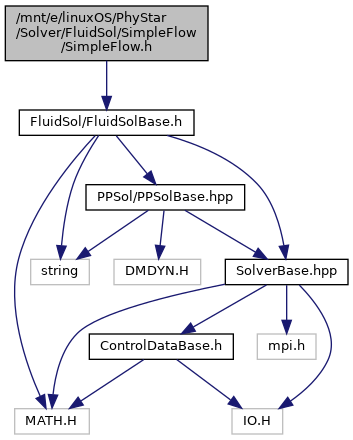 /mnt/e/linuxOS/PhyStar
/Solver/FluidSol/SimpleFlow
/SimpleFlow.h
FluidSol/FluidSolBase.h
PPSol/PPSolBase.hpp
string
DMDYN.H
SolverBase.hpp
ControlDataBase.h
mpi.h
MATH.H
IO.H